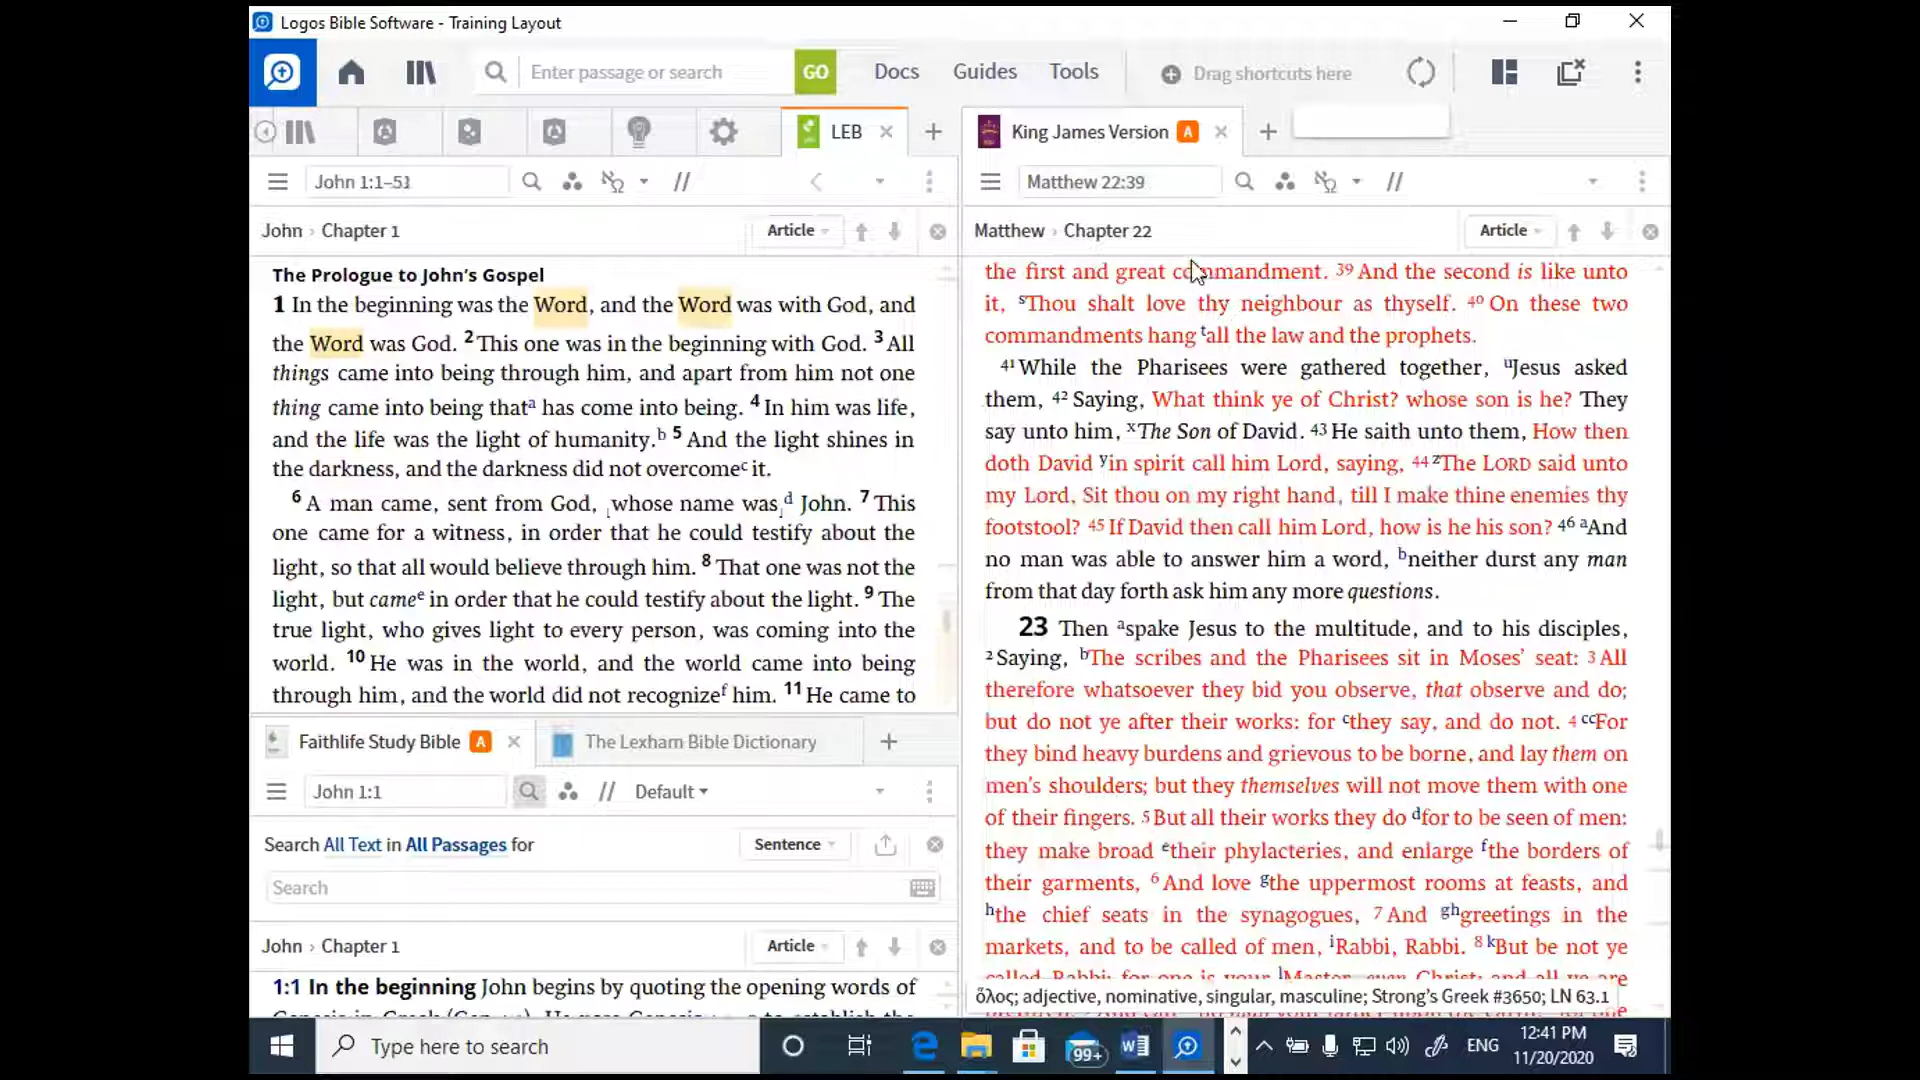 Logos Bible Software - Training Layout
Enter passage or search GO Docs Guides Tools Drag shortcuts here
LEB
John 1:1–51
John › Chapter 1 Article
The Prologue to John's Gospel
1 In the beginning was the Word, and the Word was with God, and
the Word was God. 2 This one was in the beginning with God. 3 All
things came into being through him, and apart from him not one
thing came into being that a has come into being. 4 In him was life,
and the life was the light of humanity. b 5 And the light shines in
the darkness, and the darkness did not overcome c it.
6 A man came, sent from God, ⌊whose name was⌋ d John. 7 This
one came for a witness, in order that he could testify about the
light, so that all would believe through him. 8 That one was not the
light, but came e in order that he could testify about the light. 9 The
true light, who gives light to every person, was coming into the
world. 10 He was in the world, and the world came into being
through him, and the world did not recognize f him. 11 He came to
Faithlife Study Bible A The Lexham Bible Dictionary
John 1:1 Default
Search All Text in All Passages for Sentence
Search
John › Chapter 1 Article
1:1 In the beginning John begins by quoting the opening words of
King James Version A
Matthew 22:39
Matthew › Chapter 22 Article
the first and great commandment. 39 And the second is like unto
it, s Thou shalt love thy neighbour as thyself. 40 On these two
commandments hang t all the law and the prophets.
41 While the Pharisees were gathered together, u Jesus asked
them, 42 Saying, What think ye of Christ? whose son is he? They
say unto him, x The Son of David. 43 He saith unto them, How then
doth David y in spirit call him Lord, saying, 44 z The LORD said unto
my Lord, Sit thou on my right hand, till I make thine enemies thy
footstool? 45 If David then call him Lord, how is he his son? 46 a And
no man was able to answer him a word, b neither durst any man
from that day forth ask him any more questions.
23 Then a spake Jesus to the multitude, and to his disciples,
2 Saying, b The scribes and the Pharisees sit in Moses' seat: 3 All
therefore whatsoever they bid you observe, that observe and do;
but do not ye after their works: for c they say, and do not. 4 cc For
they bind heavy burdens and grievous to be borne, and lay them on
men's shoulders; but they themselves will not move them with one
of their fingers. 5 But all their works they do d for to be seen of men:
they make broad e their phylacteries, and enlarge f the borders of
their garments, 6 And love g the uppermost rooms at feasts, and
h the chief seats in the synagogues, 7 And gh greetings in the
markets, and to be called of men, i Rabbi, Rabbi. 8 k But be not ye
called Rabbi: for one is your l Master, even Christ; and all ye are
ὅλος; adjective, nominative, singular, masculine; Strong's Greek #3650; LN 63.1
Type here to search 99+ ENG 12:41 PM
11/20/2020